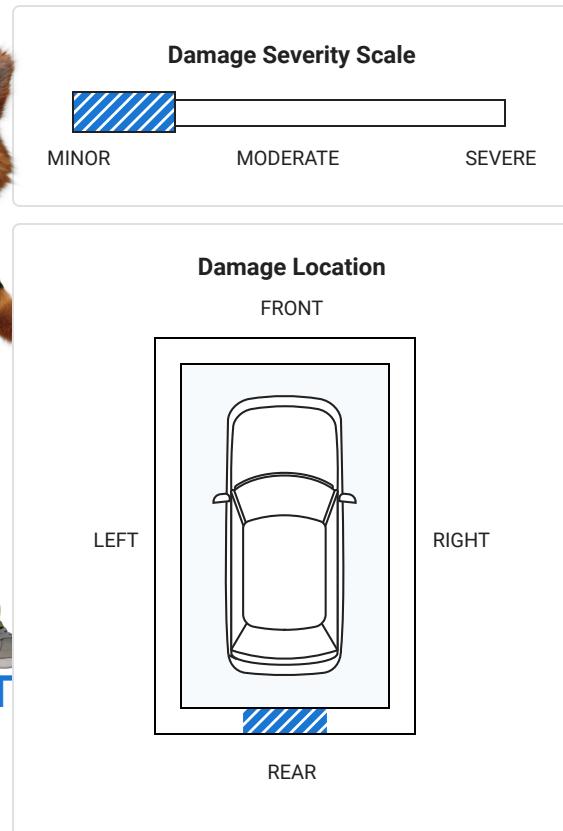 Damage Severity Scale
MINOR MODERATE SEVERE
Damage Location
FRONT
LEFT RIGHT
REAR